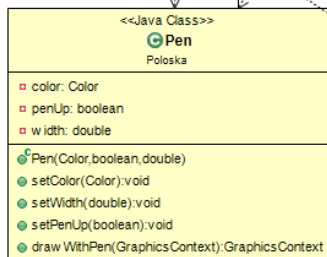 <<Java Class>>
Pen
Poloska
color: Color
penUp: boolean
width: double
Pen(Color,boolean,double)
setColor(Color):void
setWidth(double):void
setPenUp(boolean):void
drawWithPen(GraphicsContext):GraphicsContext